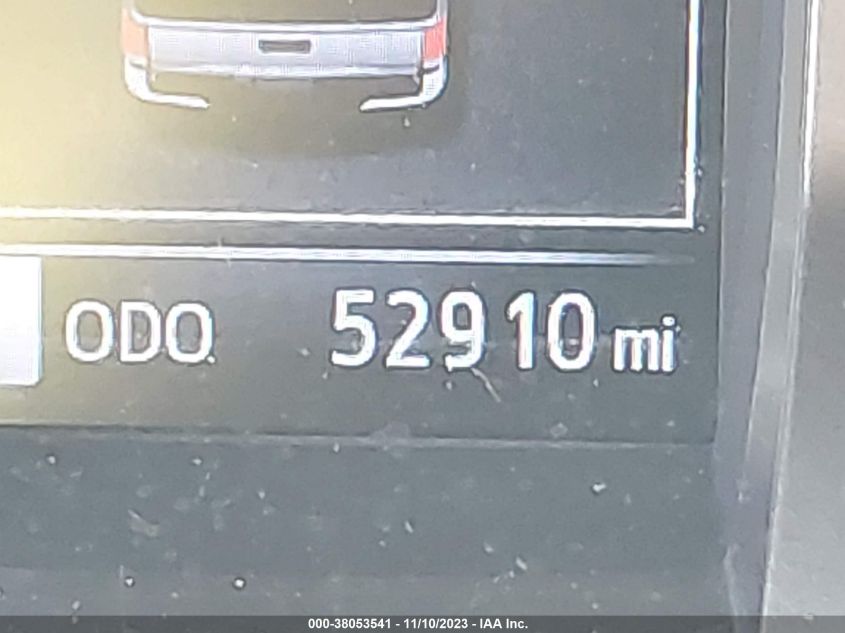 ODO 52910 mi
000-38053541 - 11/10/2023 - IAA Inc.